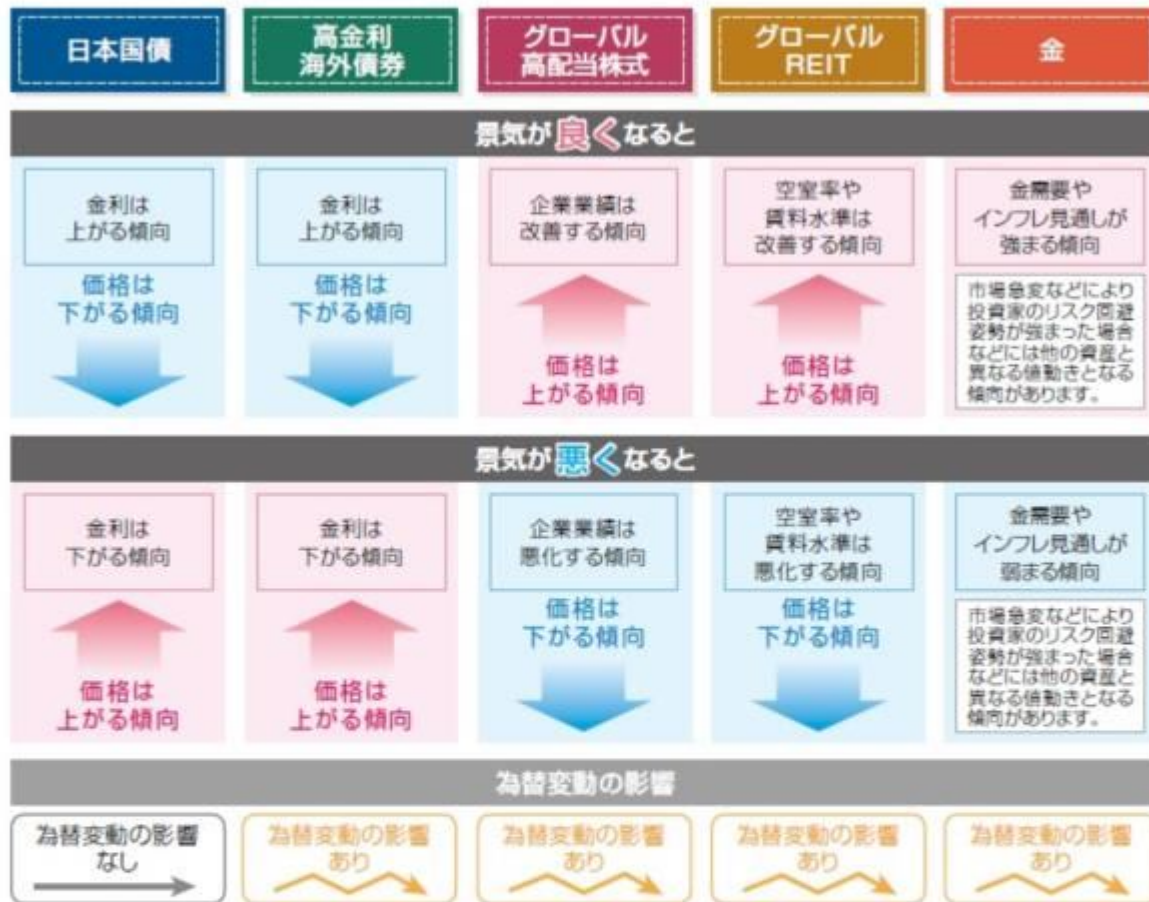 日本国債
高金利
海外債券
グローバル
高配当株式
グローバル
REIT
金
景気が良くなると
金利は
上がる傾向
価格は
下がる傾向
金利は
上がる傾向
価格は
下がる傾向
企業業績は
改善する傾向
価格は
上がる傾向
空室率や
賃料水準は
改善する傾向
価格は
上がる傾向
金需要や
インフレ見通しが
強まる傾向
市場急変などにより
投資家のリスク回避
姿勢が強まった場合
などには他の資産と
異なる値動きとなる
傾向があります。
景気が悪くなると
金利は
下がる傾向
価格は
上がる傾向
金利は
下がる傾向
価格は
上がる傾向
企業業績は
悪化する傾向
価格は
下がる傾向
空室率や
賃料水準は
悪化する傾向
価格は
下がる傾向
金需要や
インフレ見通しが
弱まる傾向
市場急変などにより
投資家のリスク回避
姿勢が強まった場合
などには他の資産と
異なる値動きとなる
傾向があります。
為替変動の影響
為替変動の影響
なし
為替変動の影響
あり
為替変動の影響
あり
為替変動の影響
あり
為替変動の影響
あり